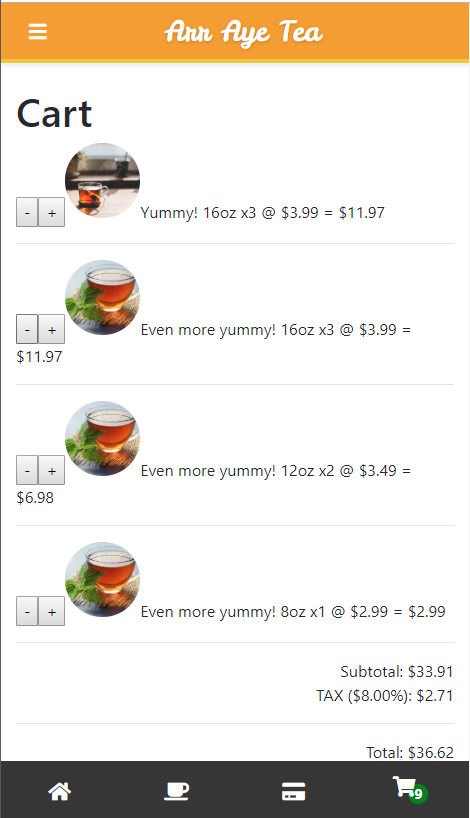 Arr Aye Tea
Cart
- + Yummy! 16oz x3 @ $3.99 = $11.97
- + Even more yummy! 16oz x3 @ $3.99 =
$11.97
- + Even more yummy! 12oz x2 @ $3.49 =
$6.98
- + Even more yummy! 8oz x1 @ $2.99 = $2.99
Subtotal: $33.91
TAX ($8.00%): $2.71
Total: $36.62
9